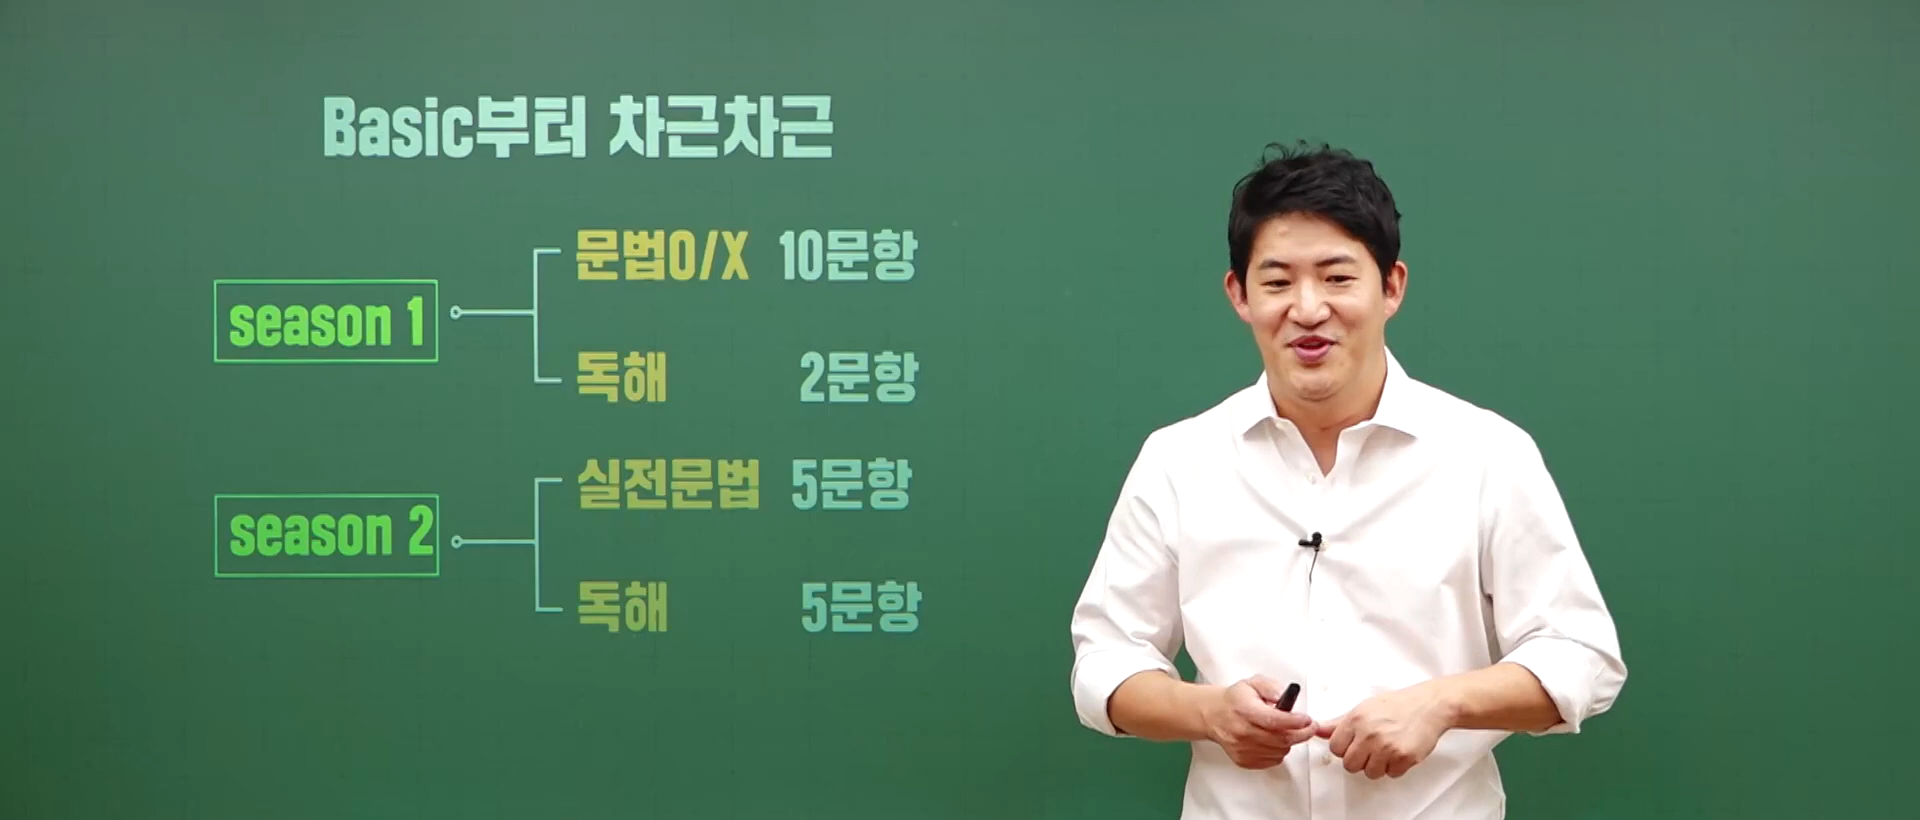 Basic부터 차근차근
season 1
문법O/X 10문항
독해 2문항
season 2
실전문법 5문항
독해 5문항